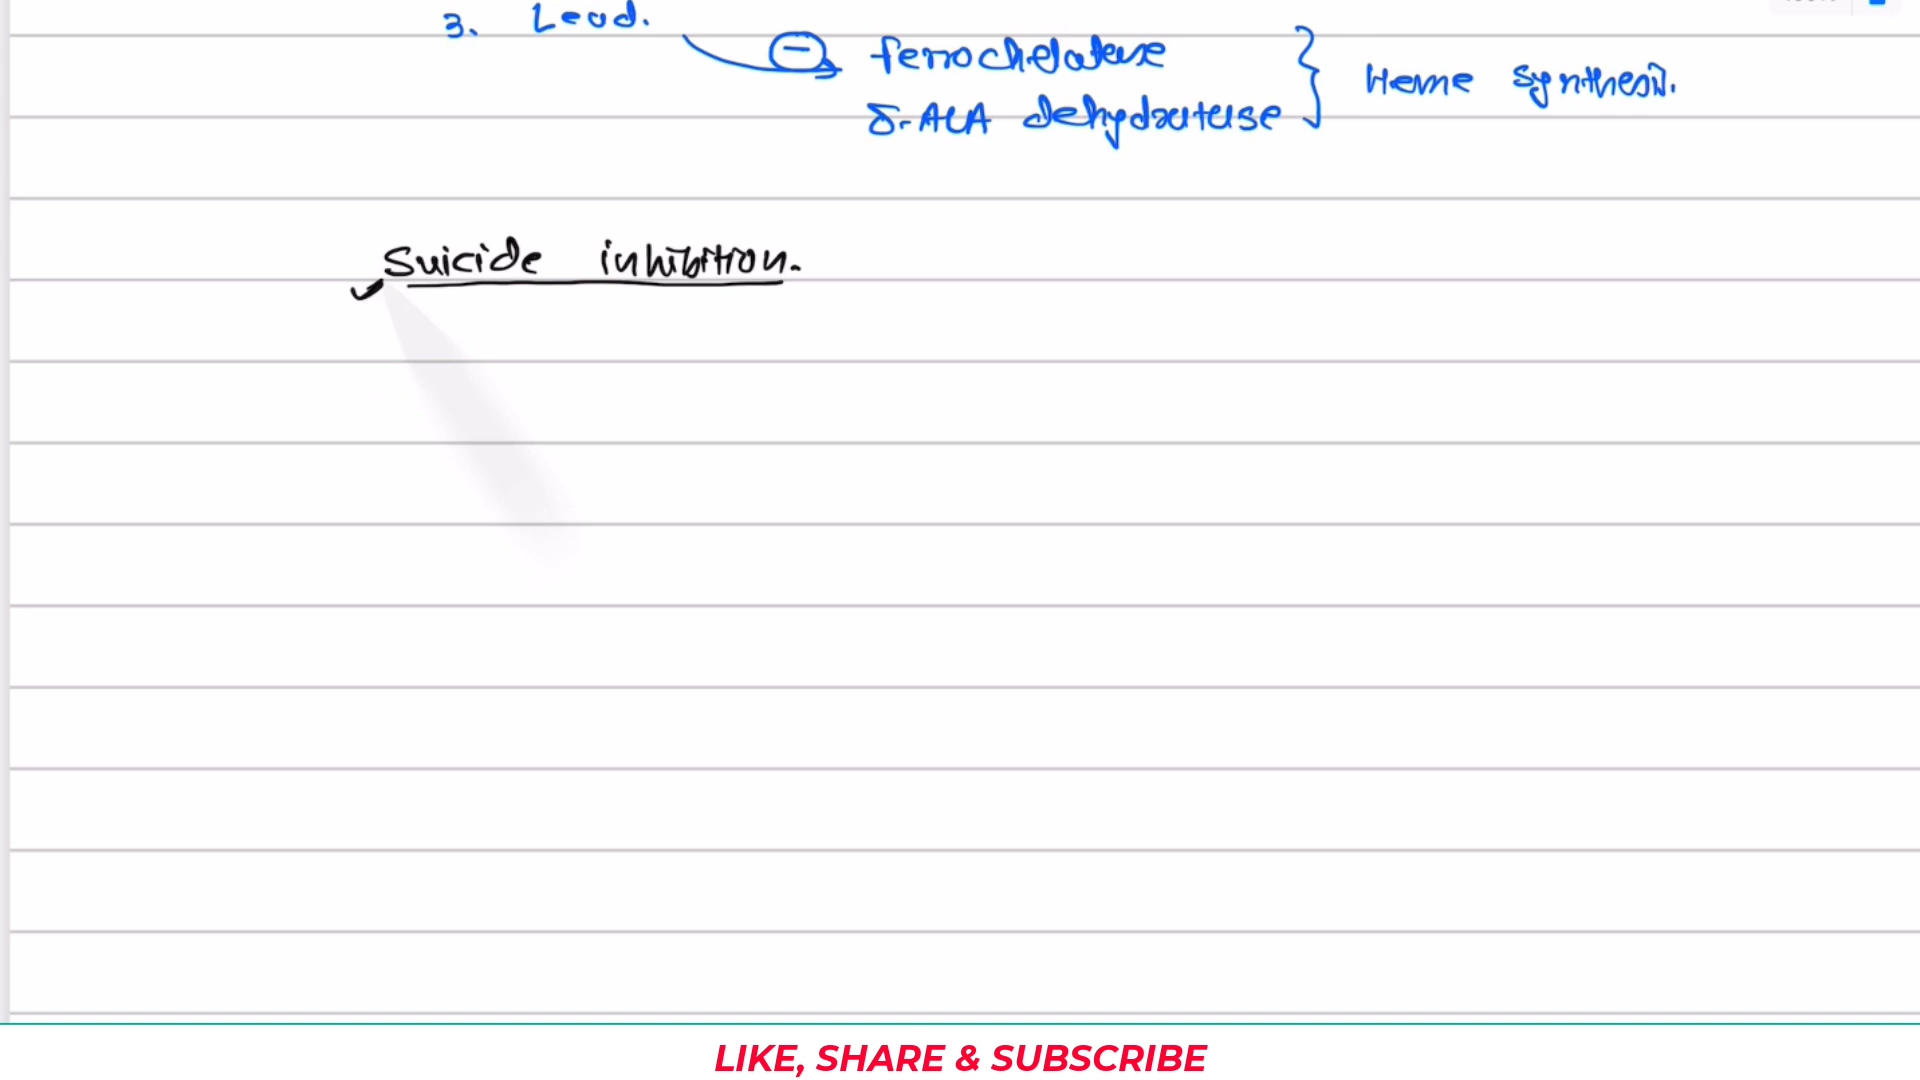 3. Lead.
⊖ ferrochelatase
δ-ALA dehydratase } Heme synthesis.
Suicide inhibition.
LIKE, SHARE & SUBSCRIBE